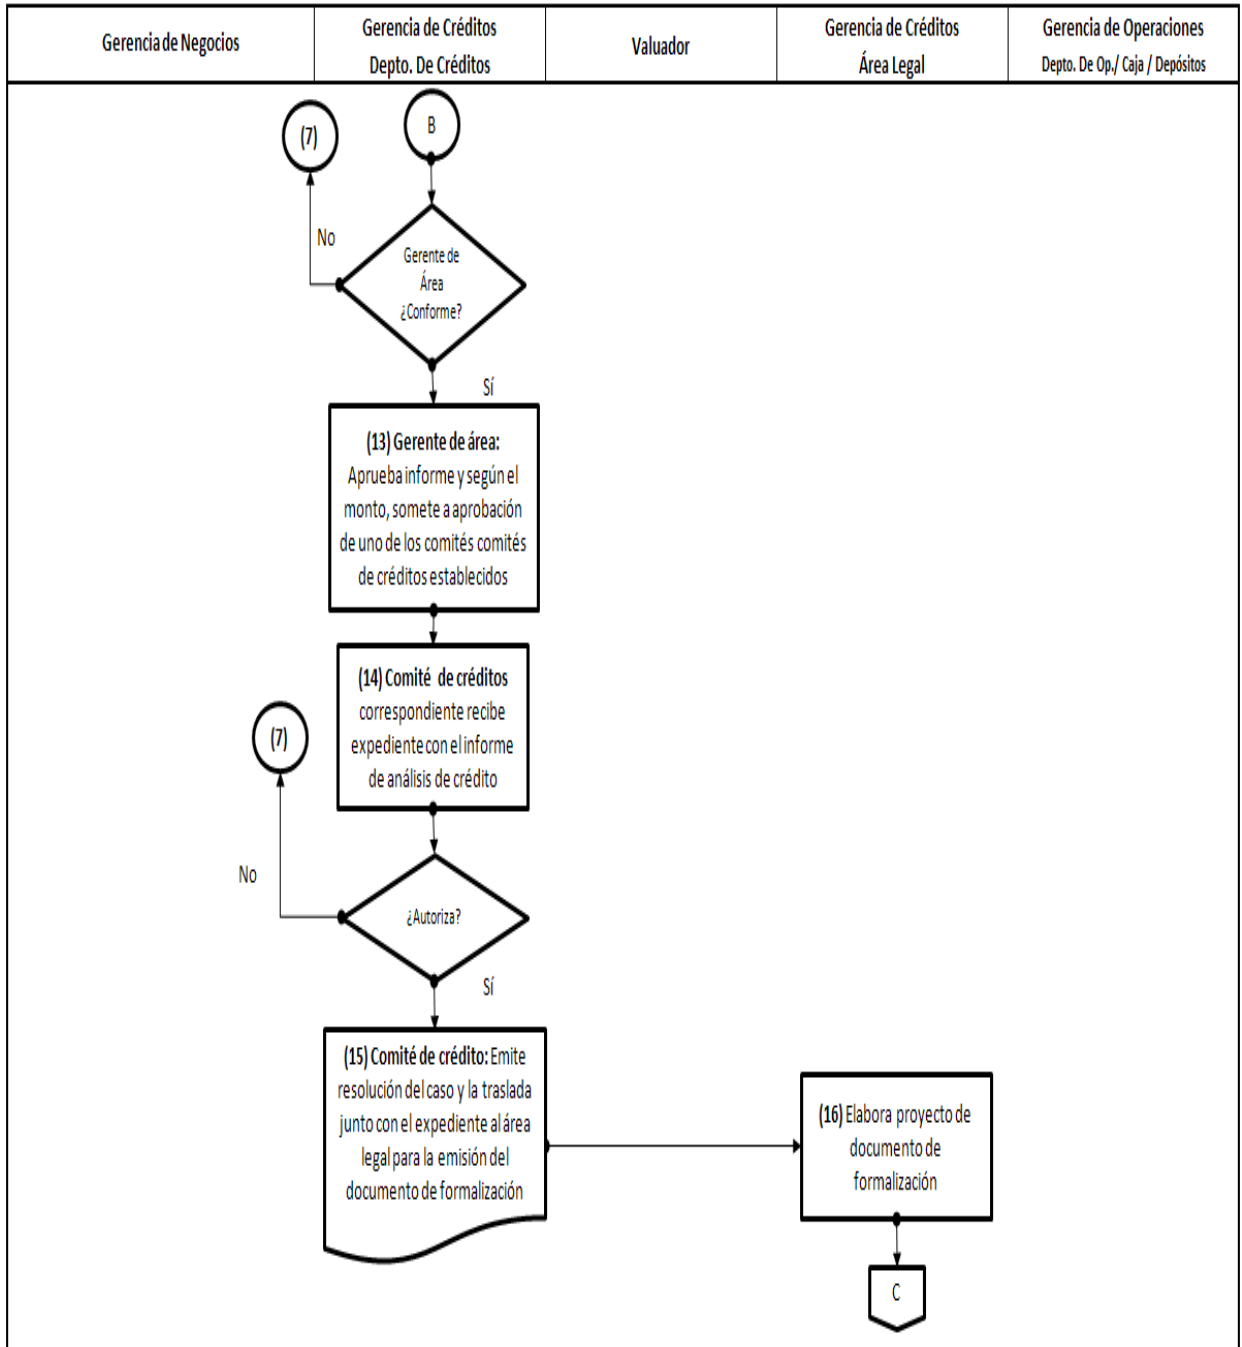 Gerencia de Negocios
Gerencia de Créditos
Depto. De Créditos
Valuador
Gerencia de Créditos
Área Legal
Gerencia de Operaciones
Depto. De Op./ Caja / Depósitos
(7)
B
No
Gerente de
Área
¿Conforme?
Sí
(13) Gerente de área:
Aprueba informe y según el
monto, somete a aprobación
de uno de los comités comités
de créditos establecidos
(14) Comité de créditos
correspondiente recibe
expediente con el informe
de análisis de crédito
(7)
No
¿Autoriza?
Sí
(15) Comité de crédito: Emite
resolución del caso y la traslada
junto con el expediente al área
legal para la emisión del
documento de formalización
(16) Elabora proyecto de
documento de
formalización
C